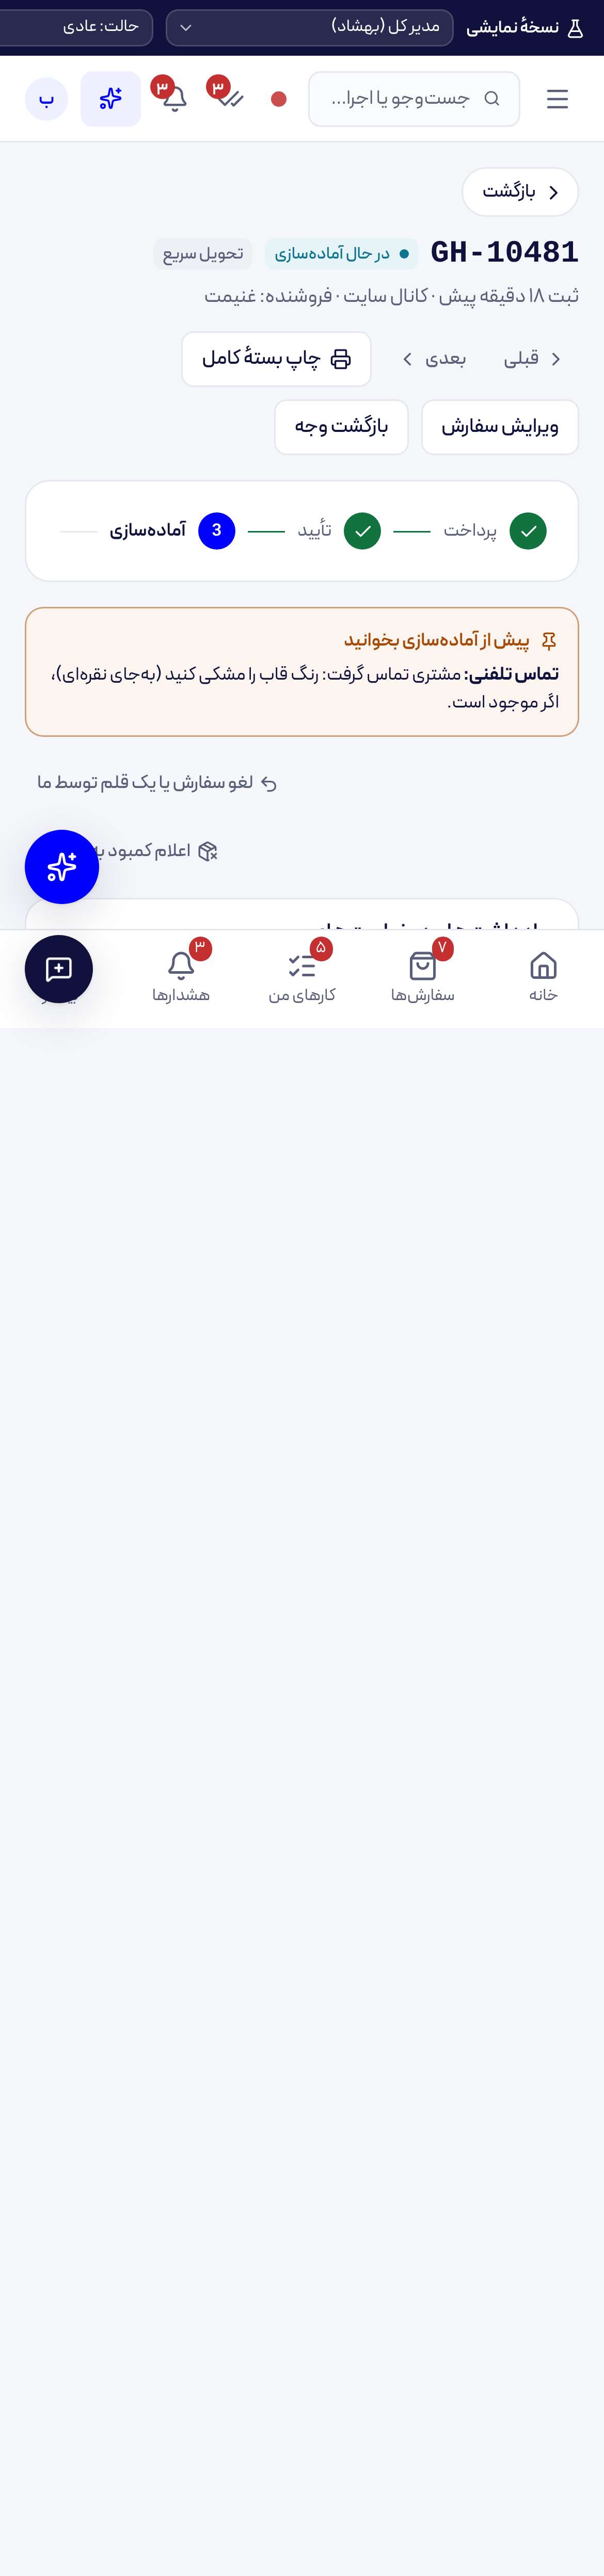 نسخهٔ نمایشی
مدیر کل (بهشاد)
حالت: عادی
جست‌وجو یا اجرا...
۳
۳
ب
بازگشت
GH-10481
در حال آماده‌سازی
تحویل سریع
ثبت ۱۸ دقیقه پیش · کانال سایت · فروشنده: غنیمت
قبلی
بعدی
چاپ بستهٔ کامل
ویرایش سفارش
بازگشت وجه
پرداخت
تأیید
3
آماده‌سازی
پیش از آماده‌سازی بخوانید
تماس تلفنی: مشتری تماس گرفت: رنگ قاب را مشکی کنید (به‌جای نقره‌ای)،
اگر موجود است.
لغو سفارش یا یک قلم توسط ما
اعلام کمبود
خانه
۷
سفارش‌ها
۵
کارهای من
۳
هشدارها